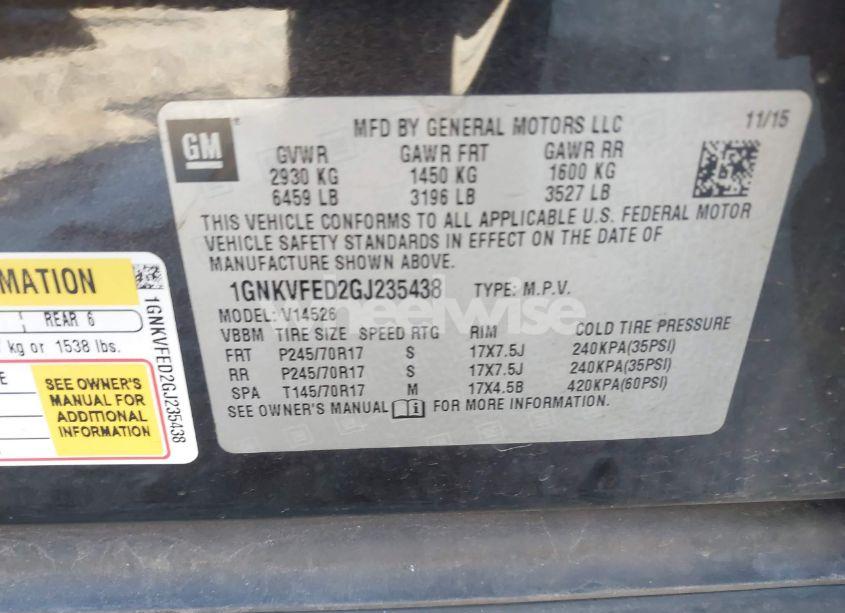 GM
MFD BY GENERAL MOTORS LLC 11/15
GVWR GAWR FRT GAWR RR
2930 KG 1450 KG 1600 KG
6459 LB 3196 LB 3527 LB
THIS VEHICLE CONFORMS TO ALL APPLICABLE U.S. FEDERAL MOTOR
VEHICLE SAFETY STANDARDS IN EFFECT ON THE DATE OF
MANUFACTURE SHOWN ABOVE.
1GNKVFED2GJ235438 TYPE: M.P.V.
MODEL: V14526
VBBM TIRE SIZE SPEED RTG RIM COLD TIRE PRESSURE
FRT P245/70R17 S 17X7.5J 240KPA(35PSI)
RR P245/70R17 S 17X7.5J 240KPA(35PSI)
SPA T145/70R17 M 17X4.5B 420KPA(60PSI)
SEE OWNER'S MANUAL FOR MORE INFORMATION.
wheelwise
MATION
REAR 6
kg or 1538 lbs.
SEE OWNER'S
MANUAL FOR
ADDITIONAL
INFORMATION
1GNKVFED2GJ235438